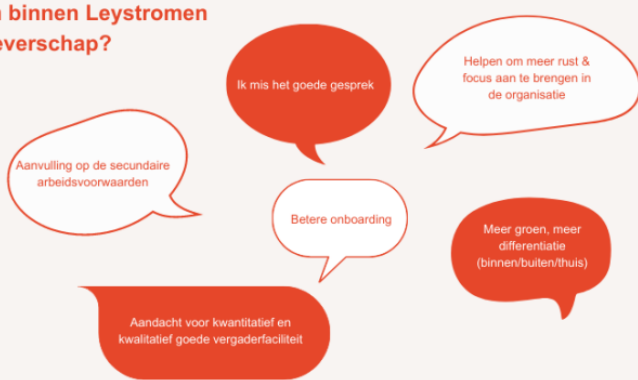 binnen Leystromen
everschap?
Ik mis het goede gesprek
Helpen om meer rust &
focus aan te brengen in
de organisatie
Aanvulling op de secundaire
arbeidsvoorwaarden
Betere onboarding
Meer groen, meer
differentiatie
(binnen/buiten/thuis)
Aandacht voor kwantitatief en
kwalitatief goede vergaderfaciliteit